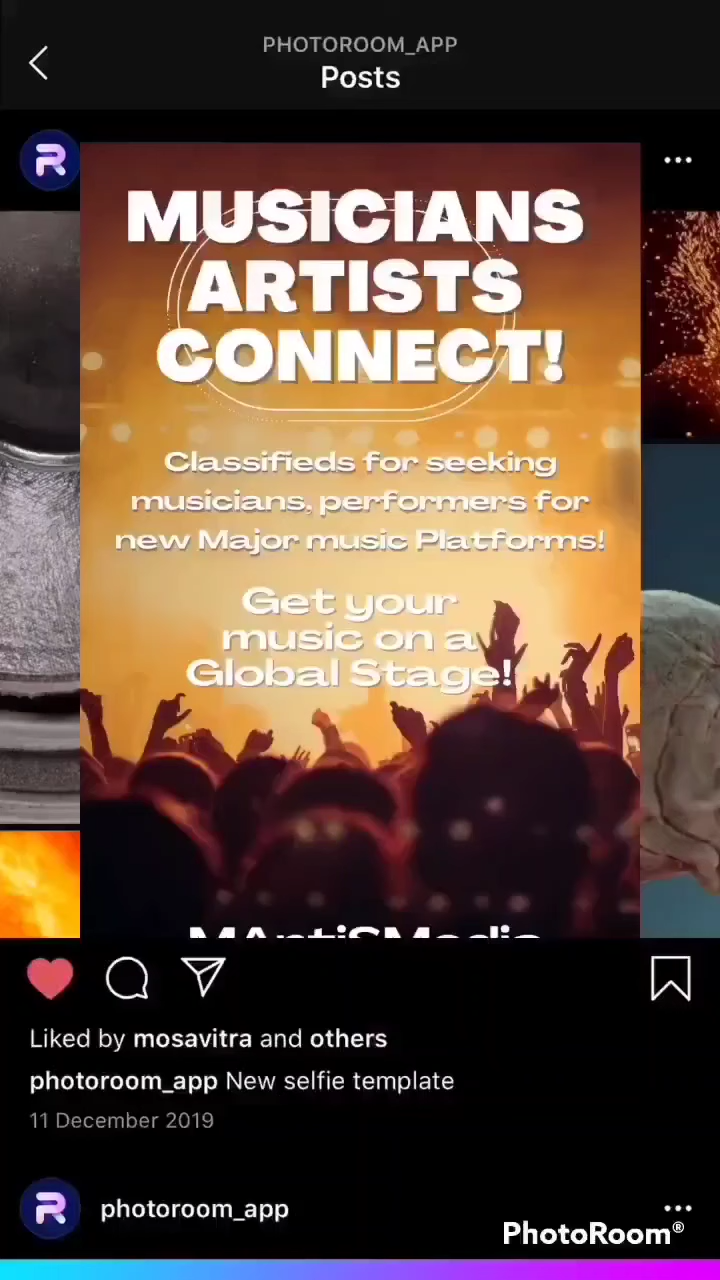 PHOTOROOM_APP
Posts
MUSICIANS
ARTISTS
CONNECT!
Classifieds for seeking
musicians, performers for
new Major music Platforms!
Get your
music on a
Global Stage!
MAntiSMedia
Liked by mosavitra and others
photoroom_app New selfie template
11 December 2019
photoroom_app
PhotoRoom®